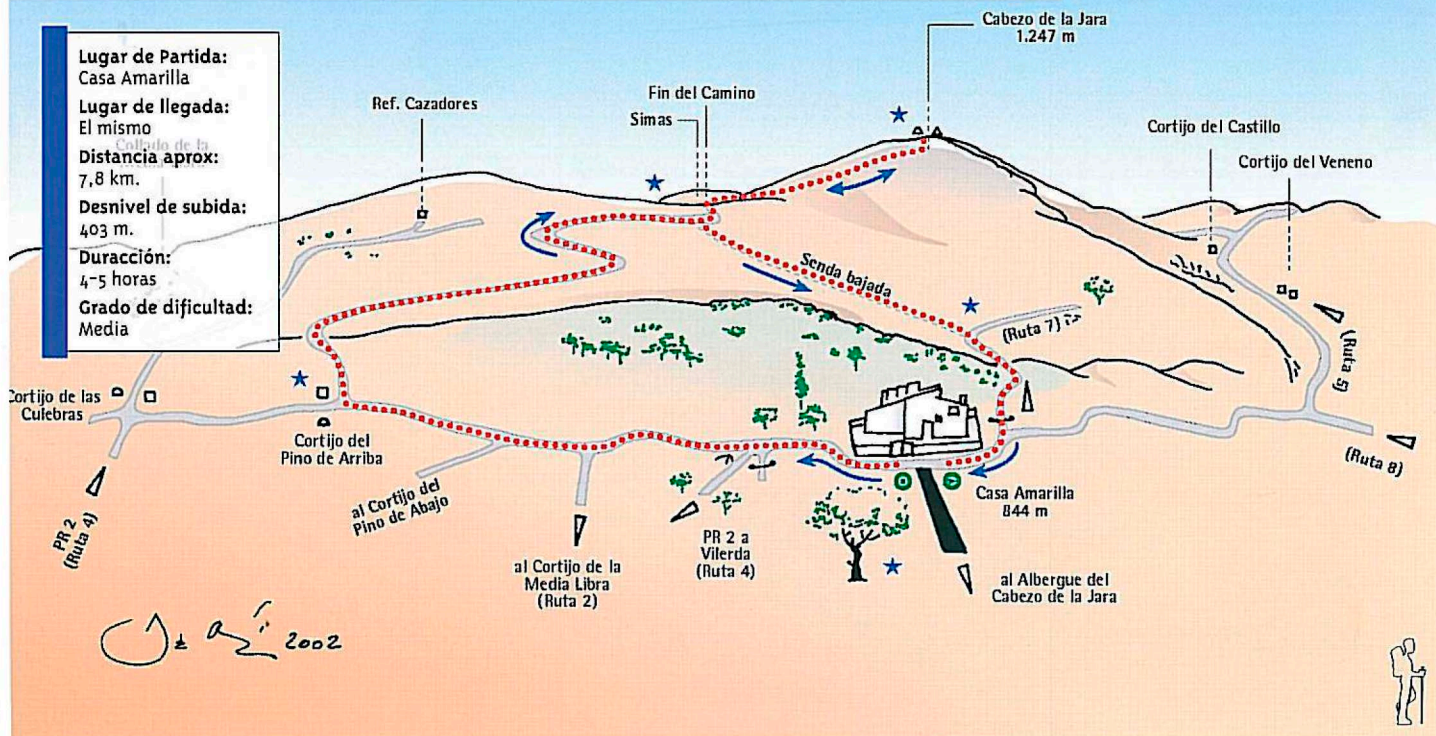 Lugar de Partida:
Casa Amarilla
Lugar de llegada:
El mismo
Distancia aprox:
7,8 km.
Desnivel de subida:
403 m.
Duracción:
4-5 horas
Grado de dificultad:
Media
Collado de la
Ref. Cazadores
Fin del Camino
Simas
Cabezo de la Jara
1.247 m
Cortijo del Castillo
Cortijo del Veneno
Senda bajada
(Ruta 7)
(Ruta 5)
(Ruta 8)
Cortijo de las
Culebras
Cortijo del
Pino de Arriba
PR 2
(Ruta 4)
al Cortijo del
Pino de Abajo
al Cortijo de la
Media Libra
(Ruta 2)
PR 2 a
Vilerda
(Ruta 4)
Casa Amarilla
844 m
al Albergue del
Cabezo de la Jara
2002